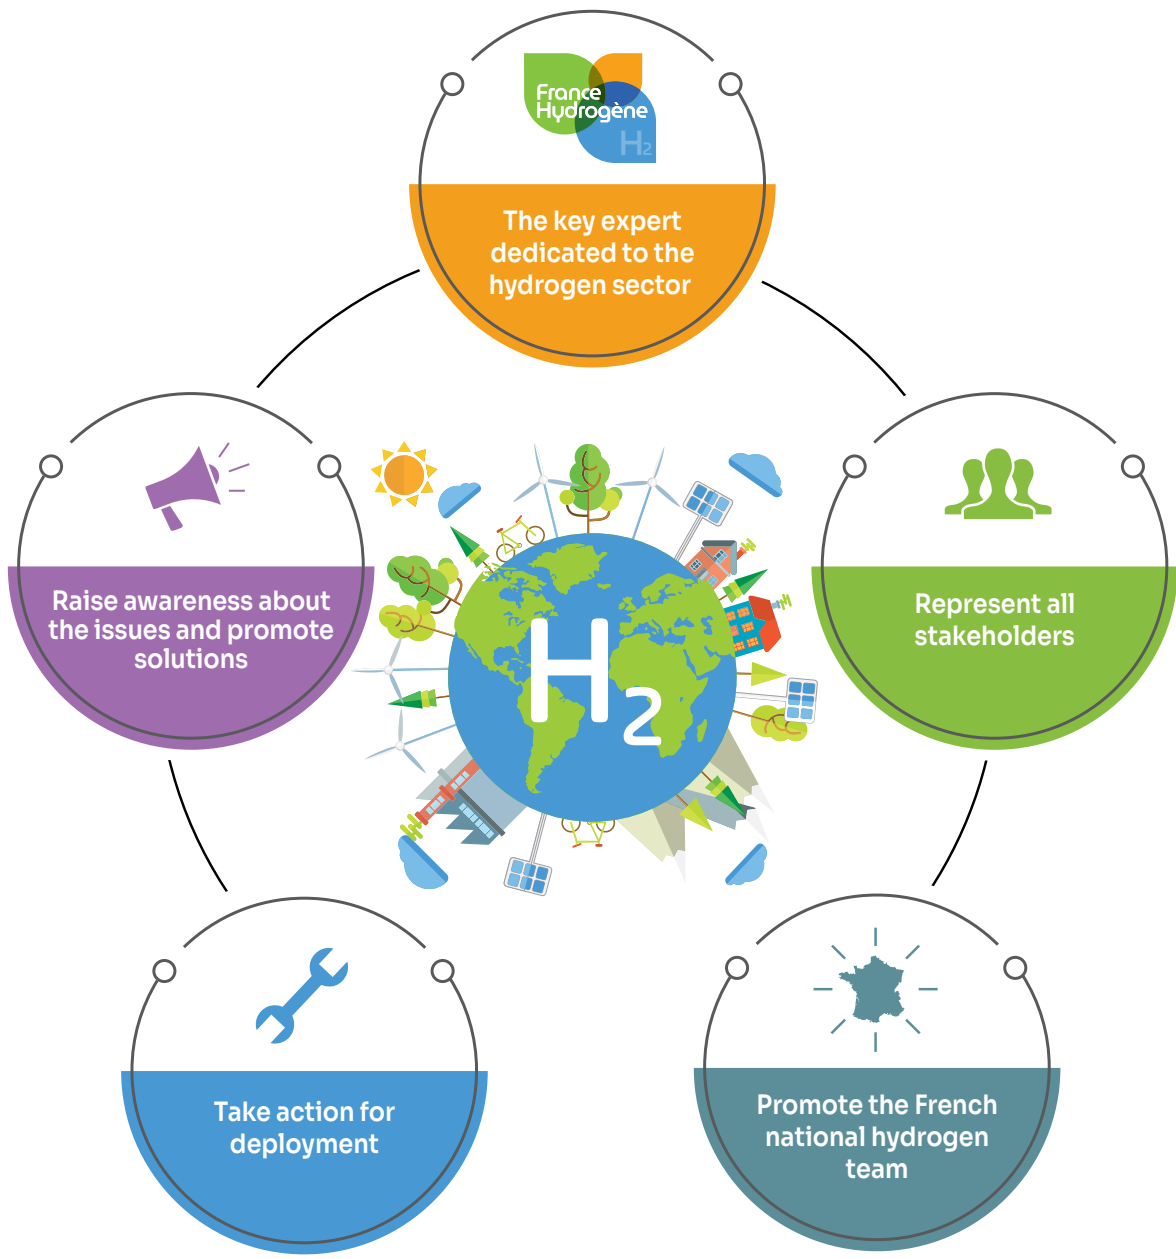 France
Hydrogène
H₂
The key expert
dedicated to the
hydrogen sector
Raise awareness about
the issues and promote
solutions
Represent all
stakeholders
H₂
Take action for
deployment
Promote the French
national hydrogen
team